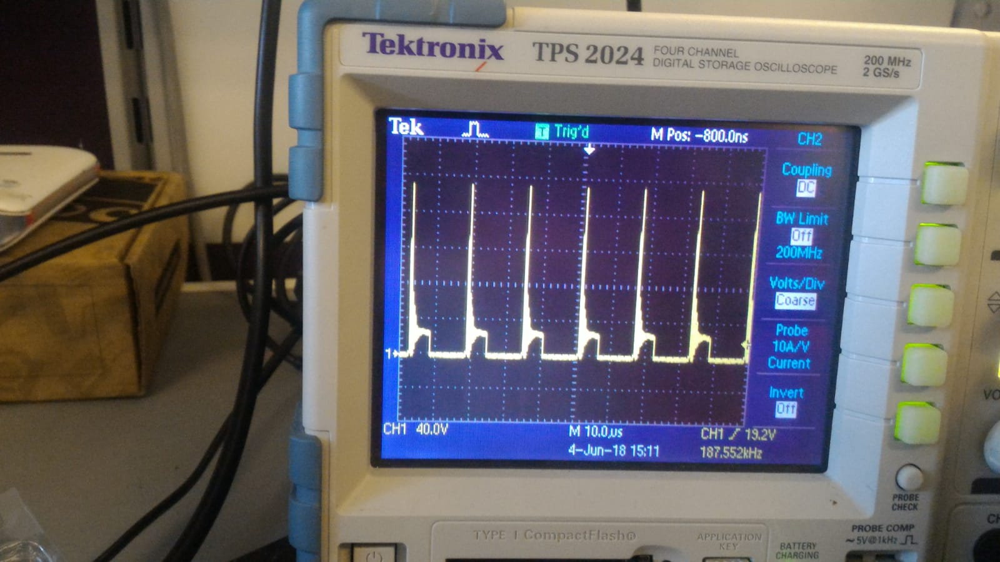 Tektronix TPS 2024 FOUR CHANNEL
DIGITAL STORAGE OSCILLOSCOPE
200 MHz
2 GS/s
Tek Trig'd M Pos: -800.0ns
CH2
Coupling
DC
BW Limit
Off
200MHz
Volts/Div
Coarse
Probe
10A/V
Current
Invert
Off
1
CH1 40.0V M 10.0µs CH1 19.2V
4-Jun-18 15:11 187.552kHz
PROBE
CHECK
PROBE COMP
~5V@1kHz
TYPE I CompactFlash®
APPLICATION
KEY
BATTERY
CHARGING
VO
CH